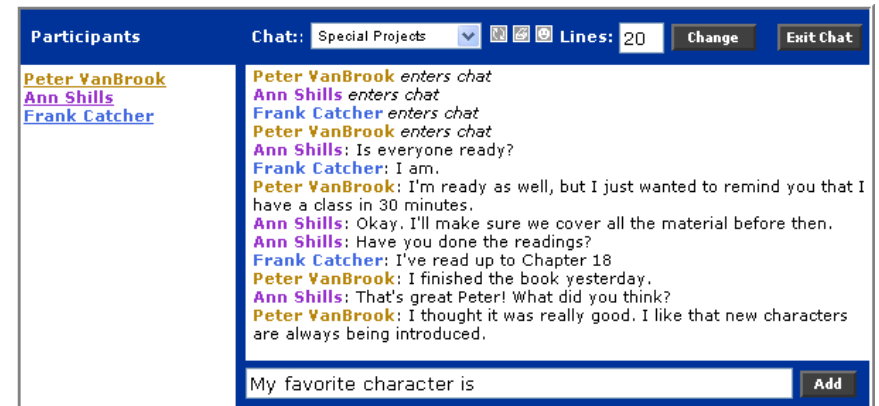 Participants
Chat:: Special Projects Lines: 20 Change Exit Chat
Peter VanBrook
Ann Shills
Frank Catcher
Peter VanBrook enters chat
Ann Shills enters chat
Frank Catcher enters chat
Peter VanBrook enters chat
Ann Shills: Is everyone ready?
Frank Catcher: I am.
Peter VanBrook: I'm ready as well, but I just wanted to remind you that I
have a class in 30 minutes.
Ann Shills: Okay. I'll make sure we cover all the material before then.
Ann Shills: Have you done the readings?
Frank Catcher: I've read up to Chapter 18
Peter VanBrook: I finished the book yesterday.
Ann Shills: That's great Peter! What did you think?
Peter VanBrook: I thought it was really good. I like that new characters
are always being introduced.
My favorite character is
Add